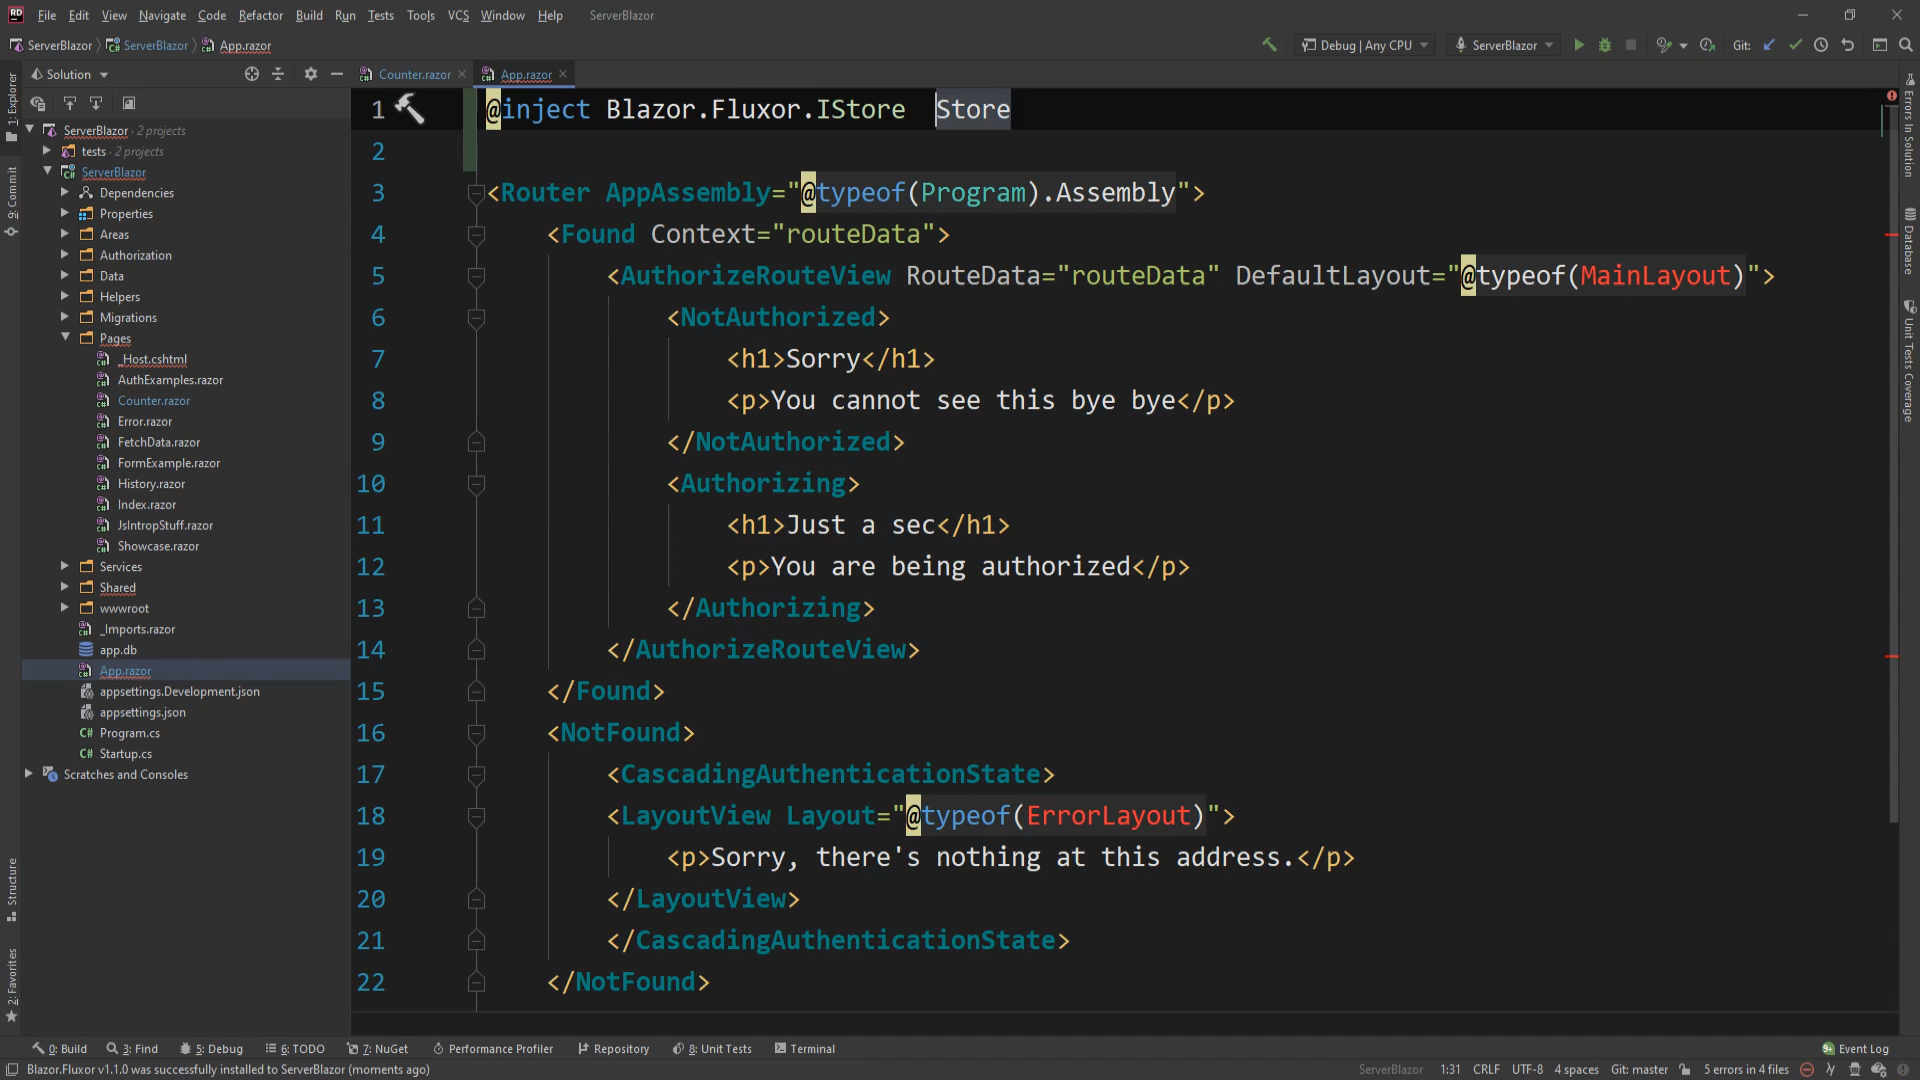 File Edit View Navigate Code Refactor Build Run Tests Tools VCS Window Help ServerBlazor
ServerBlazor ServerBlazor App.razor Debug | Any CPU ServerBlazor Git:
Solution Counter.razor App.razor
1: Explorer
9: Commit
Structure
2: Favorites
ServerBlazor · 2 projects
tests · 2 projects
ServerBlazor
Dependencies
Properties
Areas
Authorization
Data
Helpers
Migrations
Pages
_Host.cshtml
AuthExamples.razor
Counter.razor
Error.razor
FetchData.razor
FormExample.razor
History.razor
Index.razor
JsIntropStuff.razor
Showcase.razor
Services
Shared
wwwroot
_Imports.razor
app.db
App.razor
appsettings.Development.json
appsettings.json
C# Program.cs
C# Startup.cs
Scratches and Consoles
1 @inject Blazor.Fluxor.IStore  Store
2
3 <Router AppAssembly="@typeof(Program).Assembly">
4 <Found Context="routeData">
5 <AuthorizeRouteView RouteData="routeData" DefaultLayout="@typeof(MainLayout)">
6 <NotAuthorized>
7 <h1>Sorry</h1>
8 <p>You cannot see this bye bye</p>
9 </NotAuthorized>
10 <Authorizing>
11 <h1>Just a sec</h1>
12 <p>You are being authorized</p>
13 </Authorizing>
14 </AuthorizeRouteView>
15 </Found>
16 <NotFound>
17 <CascadingAuthenticationState>
18 <LayoutView Layout="@typeof(ErrorLayout)">
19 <p>Sorry, there's nothing at this address.</p>
20 </LayoutView>
21 </CascadingAuthenticationState>
22 </NotFound>
Errors In Solution
Database
Unit Tests Coverage
0: Build 3: Find 5: Debug 6: TODO 7: NuGet Performance Profiler Repository 8: Unit Tests Terminal 9+ Event Log
Blazor.Fluxor v1.1.0 was successfully installed to ServerBlazor (moments ago) ServerBlazor 1:31 CRLF UTF-8 4 spaces Git: master 5 errors in 4 files